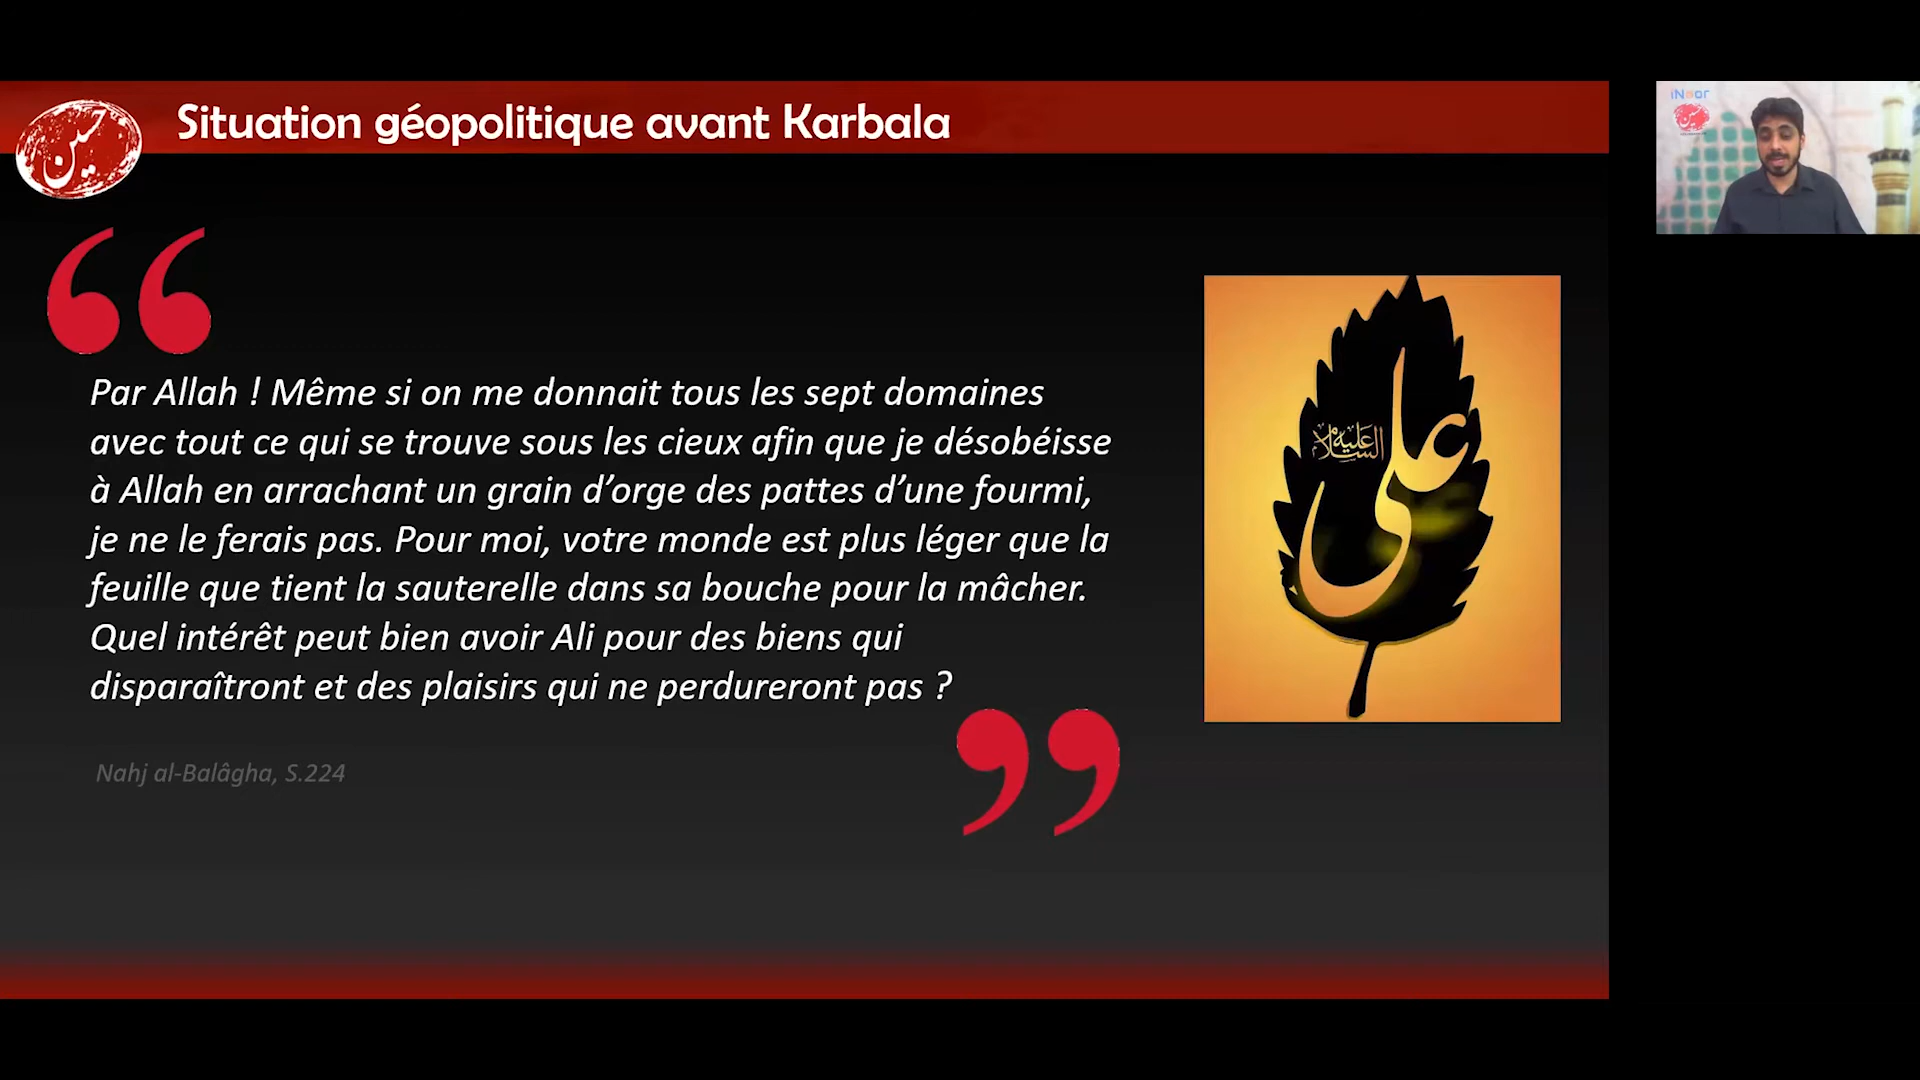 Situation géopolitique avant Karbala
حسین
“
Par Allah ! Même si on me donnait tous les sept domaines
avec tout ce qui se trouve sous les cieux afin que je désobéisse
à Allah en arrachant un grain d’orge des pattes d’une fourmi,
je ne le ferais pas. Pour moi, votre monde est plus léger que la
feuille que tient la sauterelle dans sa bouche pour la mâcher.
Quel intérêt peut bien avoir Ali pour des biens qui
disparaîtront et des plaisirs qui ne perdureront pas ?
”
Nahj al-Balâgha, S.224
علي
عليه السلام
iNoor
حسین